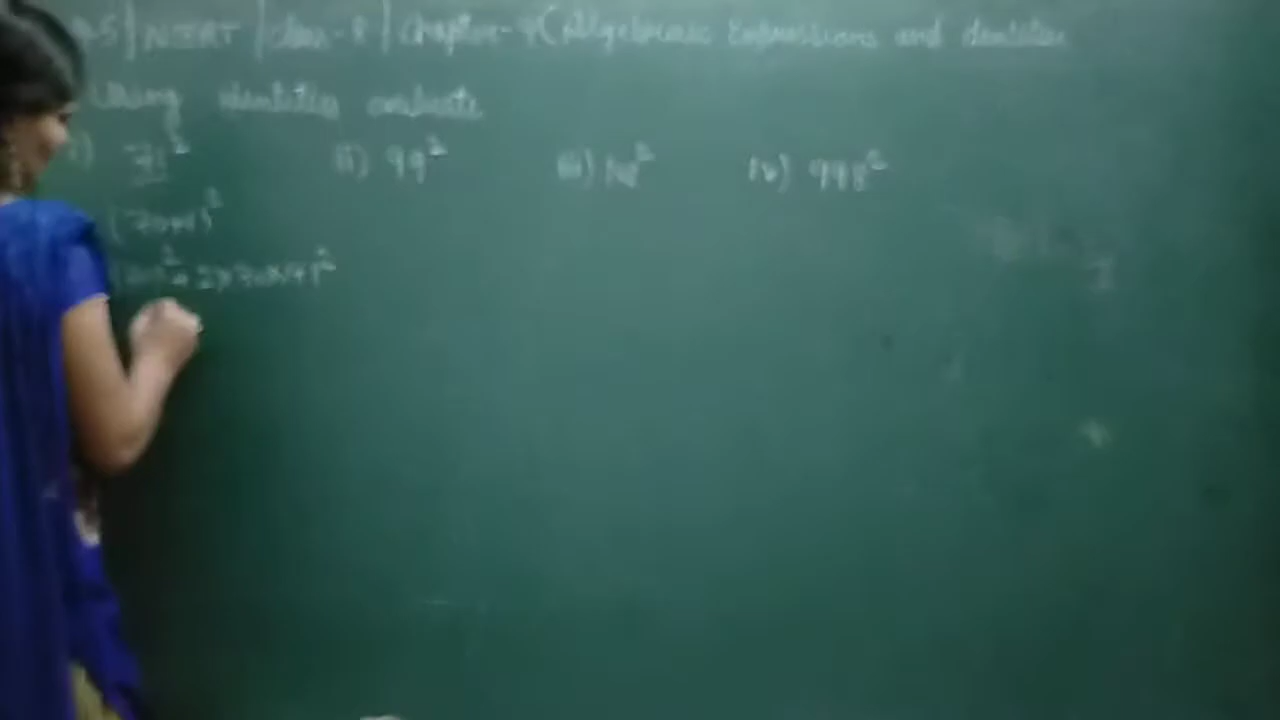 NCERT | class-8 | chapter-9 (Algebraic Expressions and identities
Using identities evaluate
i) 71² ii) 99² iii) 102² iv) 998²
(70+1)²
70² + 2×70×1+1²